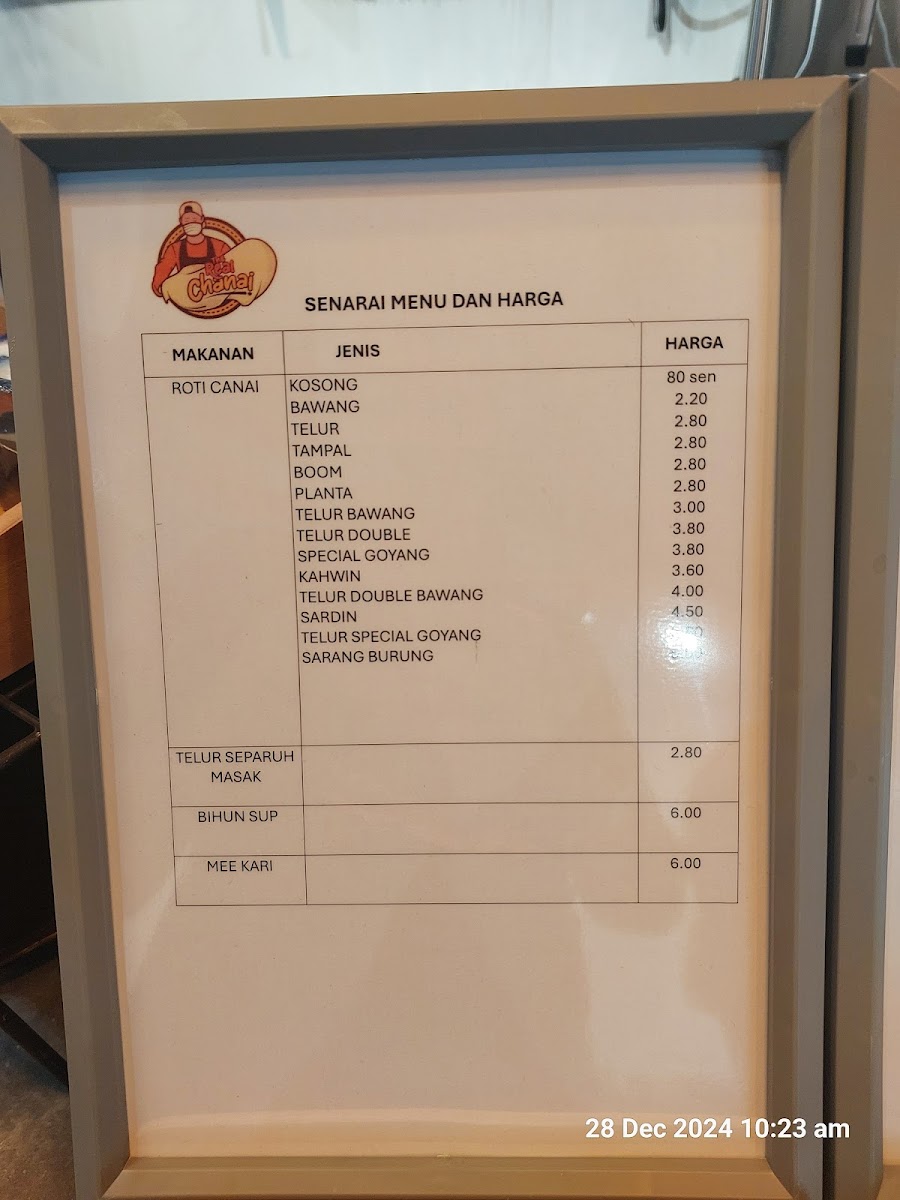 Real
Chanai
SENARAI MENU DAN HARGA
MAKANAN JENIS HARGA
ROTI CANAI KOSONG 80 sen
BAWANG 2.20
TELUR 2.80
TAMPAL 2.80
BOOM 2.80
PLANTA 2.80
TELUR BAWANG 3.00
TELUR DOUBLE 3.80
SPECIAL GOYANG 3.80
KAHWIN 3.60
TELUR DOUBLE BAWANG 4.00
SARDIN 4.50
TELUR SPECIAL GOYANG
SARANG BURUNG
TELUR SEPARUH 2.80
MASAK
BIHUN SUP 6.00
MEE KARI 6.00
28 Dec 2024 10:23 am